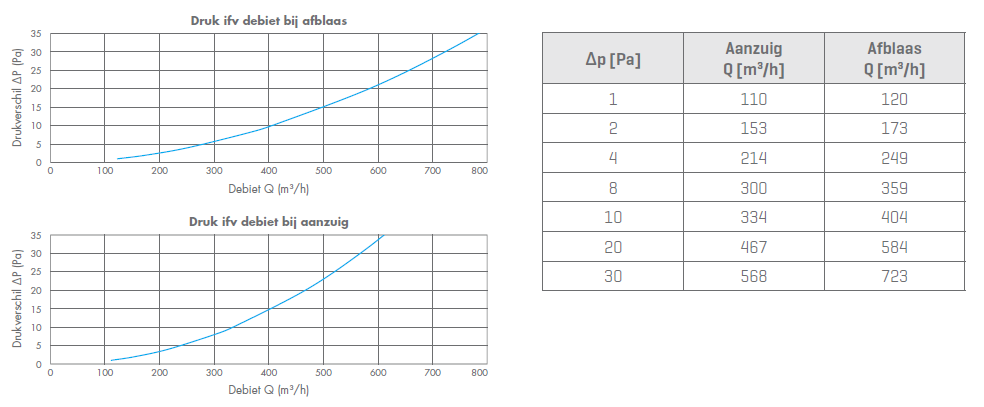 Druk ifv debiet bij afblaas
Drukverschil ΔP (Pa)
35
30
25
20
15
10
5
0
0 100 200 300 400 500 600 700 800
Debiet Q (m³/h)
Druk ifv debiet bij aanzuig
Drukverschil ΔP (Pa)
35
30
25
20
15
10
5
0
0 100 200 300 400 500 600 700 800
Debiet Q (m³/h)
Δp [Pa] Aanzuig Q [m³/h] Afblaas Q [m³/h]
1 110 120
2 153 173
4 214 249
8 300 359
10 334 404
20 467 584
30 568 723